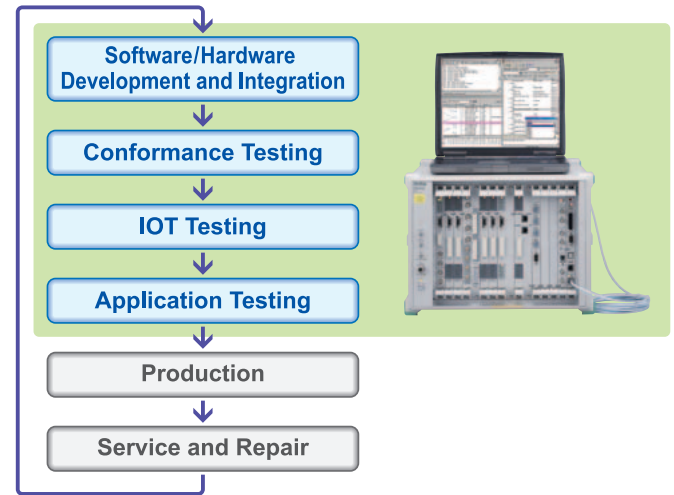 Software/Hardware
Development and Integration
Conformance Testing
IOT Testing
Application Testing
Production
Service and Repair